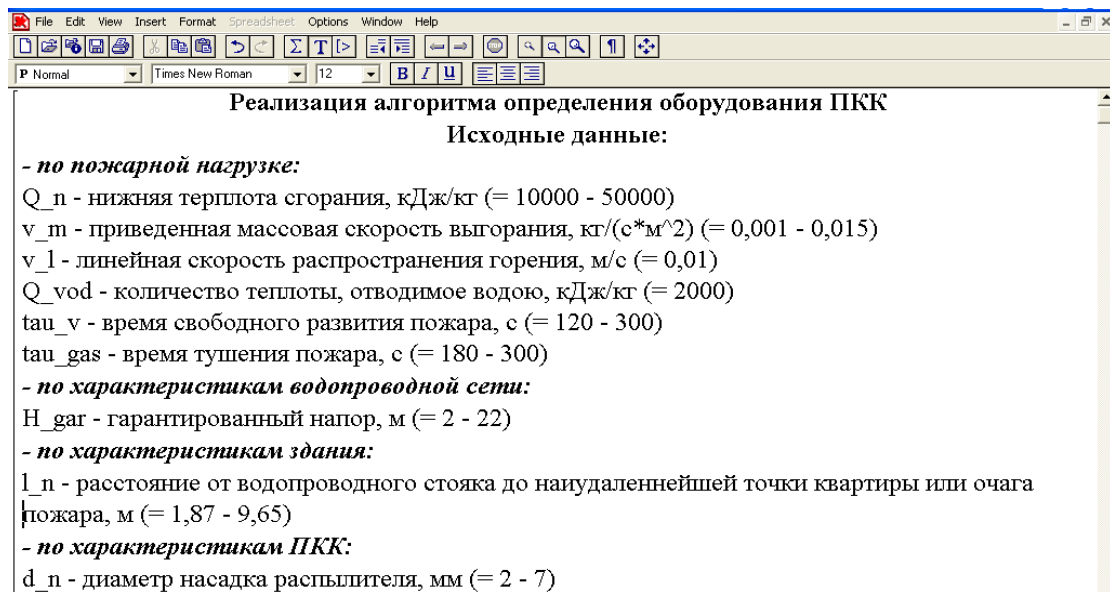 File Edit View Insert Format Spreadsheet Options Window Help
P Normal Times New Roman 12 B I U
Реализация алгоритма определения оборудования ПКК
Исходные данные:
- по пожарной нагрузке:
Q_n - нижняя терплота сгорания, кДж/кг (= 10000 - 50000)
v_m - приведенная массовая скорость выгорания, кг/(с*м^2) (= 0,001 - 0,015)
v_l - линейная скорость распространения горения, м/с (= 0,01)
Q_vod - количество теплоты, отводимое водою, кДж/кг (= 2000)
tau_v - время свободного развития пожара, с (= 120 - 300)
tau_gas - время тушения пожара, с (= 180 - 300)
- по характеристикам водопроводной сети:
H_gar - гарантированный напор, м (= 2 - 22)
- по характеристикам здания:
l_n - расстояние от водопроводного стояка до наиудаленнейшей точки квартиры или очага
пожара, м (= 1,87 - 9,65)
- по характеристикам ПКК:
d_n - диаметр насадка распылителя, мм (= 2 - 7)